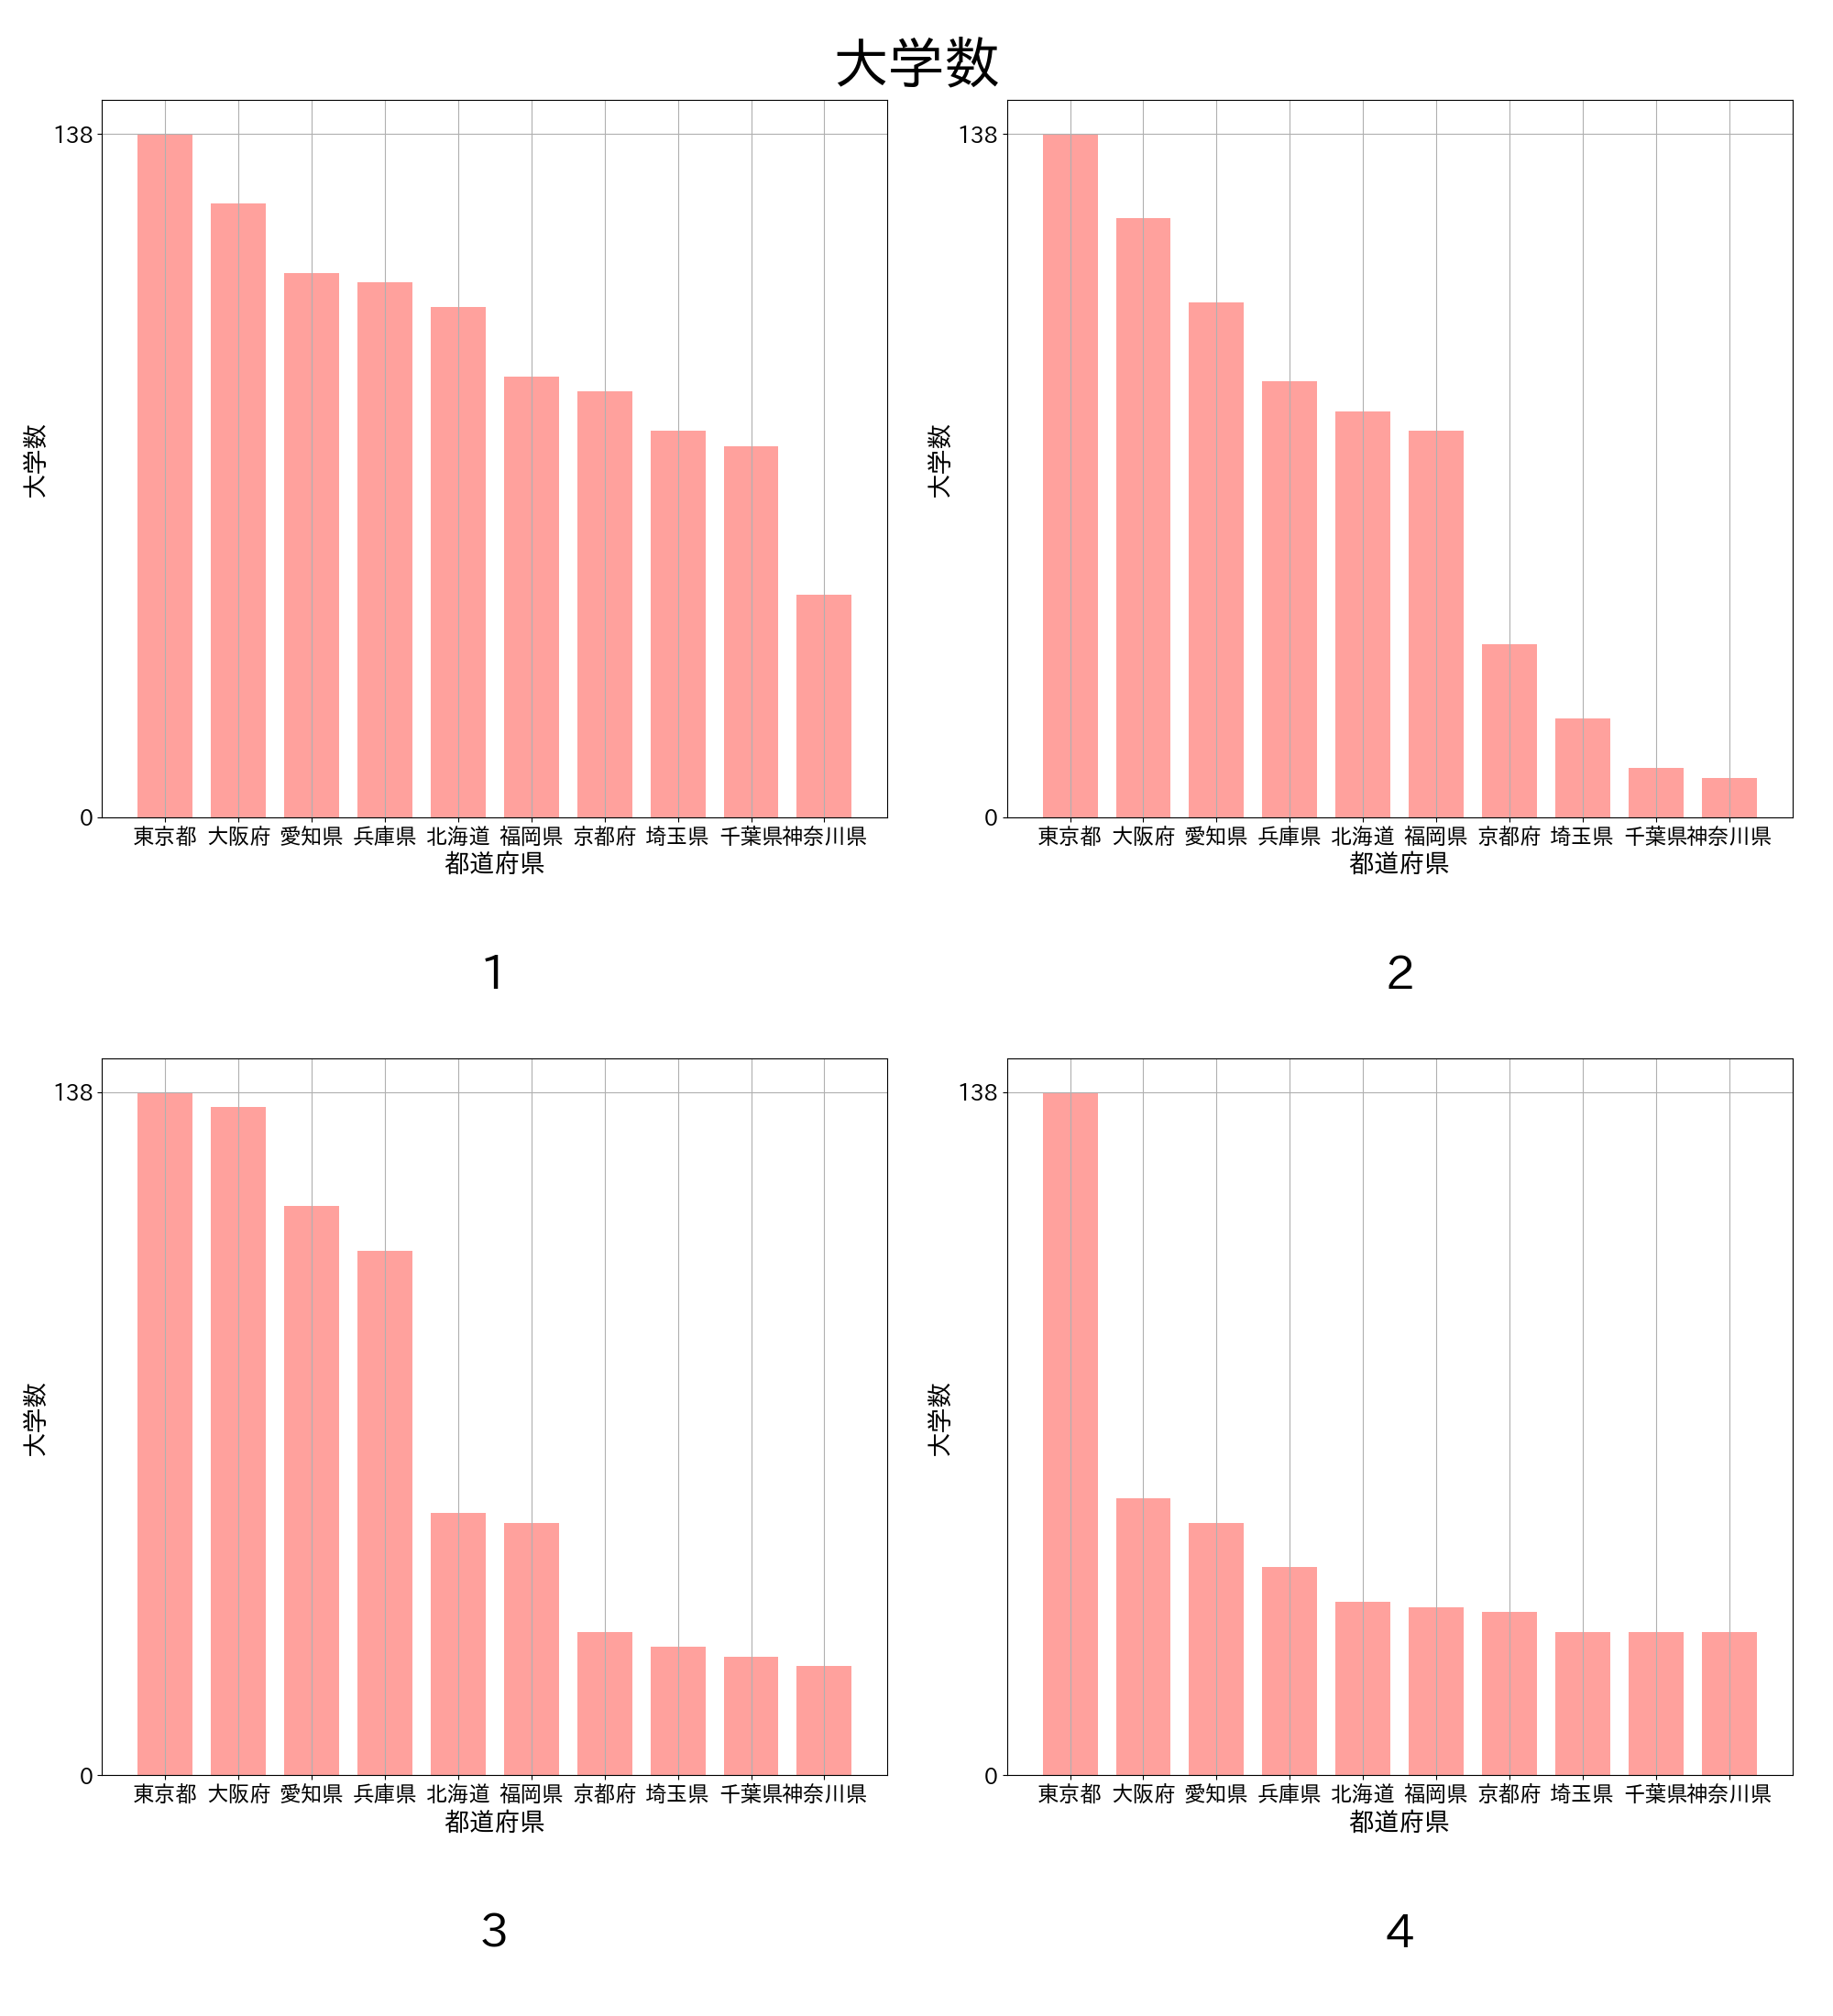 大学数
138
0
大学数
東京都 大阪府 愛知県 兵庫県 北海道 福岡県 京都府 埼玉県 千葉県 神奈川県
都道府県
1
138
0
大学数
東京都 大阪府 愛知県 兵庫県 北海道 福岡県 京都府 埼玉県 千葉県 神奈川県
都道府県
2
138
0
大学数
東京都 大阪府 愛知県 兵庫県 北海道 福岡県 京都府 埼玉県 千葉県 神奈川県
都道府県
3
138
0
大学数
東京都 大阪府 愛知県 兵庫県 北海道 福岡県 京都府 埼玉県 千葉県 神奈川県
都道府県
4